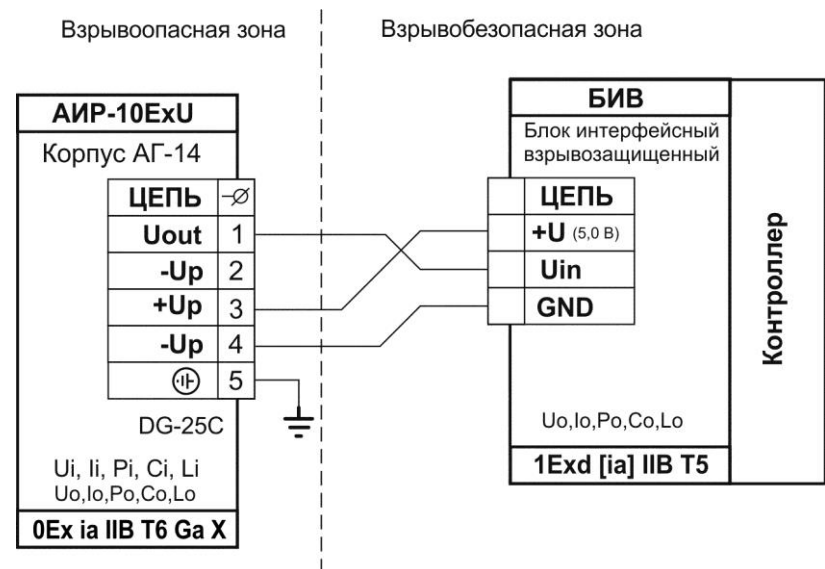 Взрывоопасная зона
Взрывобезопасная зона
АИР-10ExU
Корпус АГ-14
ЦЕПЬ
Uout 1
-Up 2
+Up 3
-Up 4
5
DG-25C
Ui, Ii, Pi, Ci, Li
Uo,Io,Po,Co,Lo
0Ex ia IIB T6 Ga X
БИВ
Блок интерфейсный
взрывозащищенный
ЦЕПЬ
+U (5,0 В)
Uin
GND
Uo,Io,Po,Co,Lo
1Exd [ia] IIB T5
Контроллер